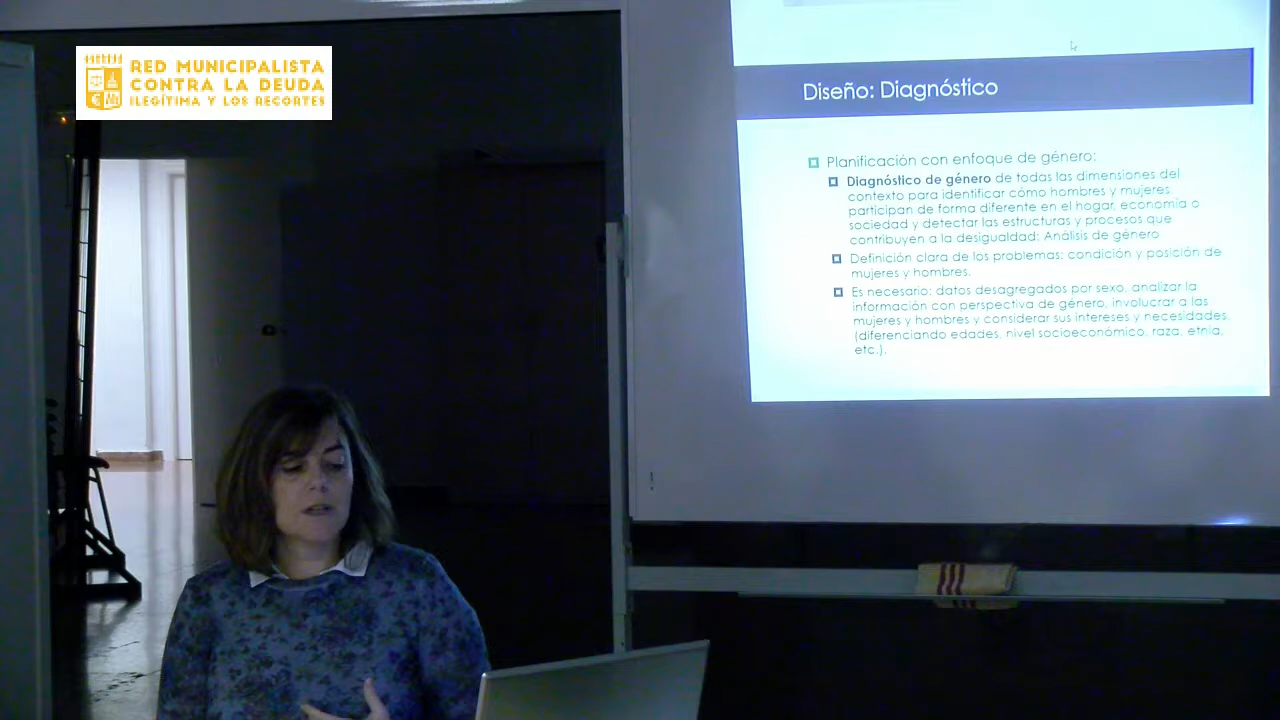 RED MUNICIPALISTA
CONTRA LA DEUDA
ILEGÍTIMA Y LOS RECORTES
Diseño: Diagnóstico
Planificación con enfoque de género:
Diagnóstico de género de todas las dimensiones del
contexto para identificar cómo hombres y mujeres
participan de forma diferente en el hogar, economía o
sociedad y detectar las estructuras y procesos que
contribuyen a la desigualdad: Análisis de género
Definición clara de los problemas: condición y posición de
mujeres y hombres.
Es necesario: datos desagregados por sexo, analizar la
información con perspectiva de género, involucrar a las
mujeres y hombres y considerar sus intereses y necesidades.
(diferenciando edades, nivel socioeconómico, raza, etnia,
etc.).